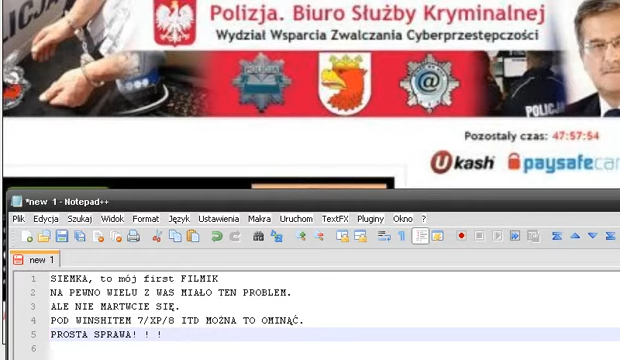 Polizja. Biuro Służby Kryminalnej
Wydział Wsparcia Zwalczania Cyberprzestępczości
POLICJA
@
POLICJ
Pozostały czas: 47:57:54
Ukash paysafecar
*new 1 - Notepad++
Plik Edycja Szukaj Widok Format Język Ustawienia Makra Uruchom TextFX Pluginy Okno ?
new 1
1 SIEMKA, to mój first FILMIK
2 NA PEWNO WIELU Z WAS MIAŁO TEN PROBLEM.
3 ALE NIE MARTWCIE SIĘ.
4 POD WINSHITEM 7/XP/8 ITD MOŻNA TO OMINĄĆ.
5 PROSTA SPRAWA! ! !
6